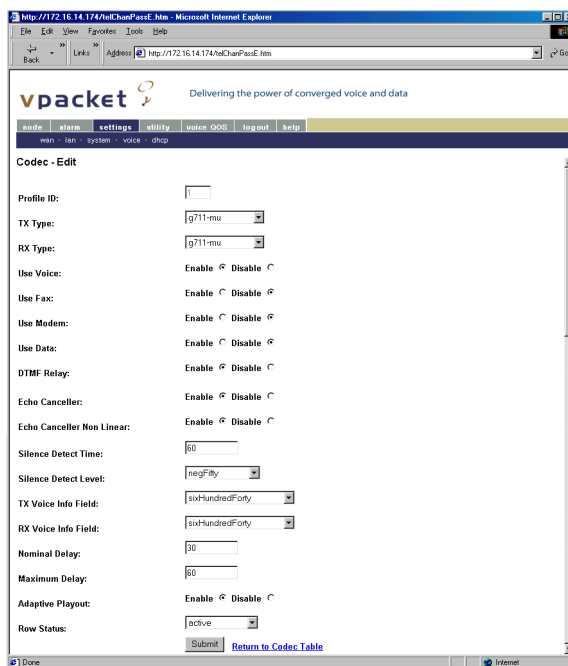 http://172.16.14.174/telChanPassE.htm - Microsoft Internet Explorer
File Edit View Favorites Tools Help
Back » Links » Address http://172.16.14.174/telChanPassE.htm Go
vpacket Delivering the power of converged voice and data
node alarm settings utility voice QOS logout help
wan · lan · system · voice · dhcp
Codec - Edit
Profile ID: 1
TX Type: g711-mu
RX Type: g711-mu
Use Voice: Enable Disable
Use Fax: Enable Disable
Use Modem: Enable Disable
Use Data: Enable Disable
DTMF Relay: Enable Disable
Echo Canceller: Enable Disable
Echo Canceller Non Linear: Enable Disable
Silence Detect Time: 60
Silence Detect Level: negFifty
TX Voice Info Field: sixHundredForty
RX Voice Info Field: sixHundredForty
Nominal Delay: 30
Maximum Delay: 60
Adaptive Playout: Enable Disable
Row Status: active
Submit Return to Codec Table
Done Internet